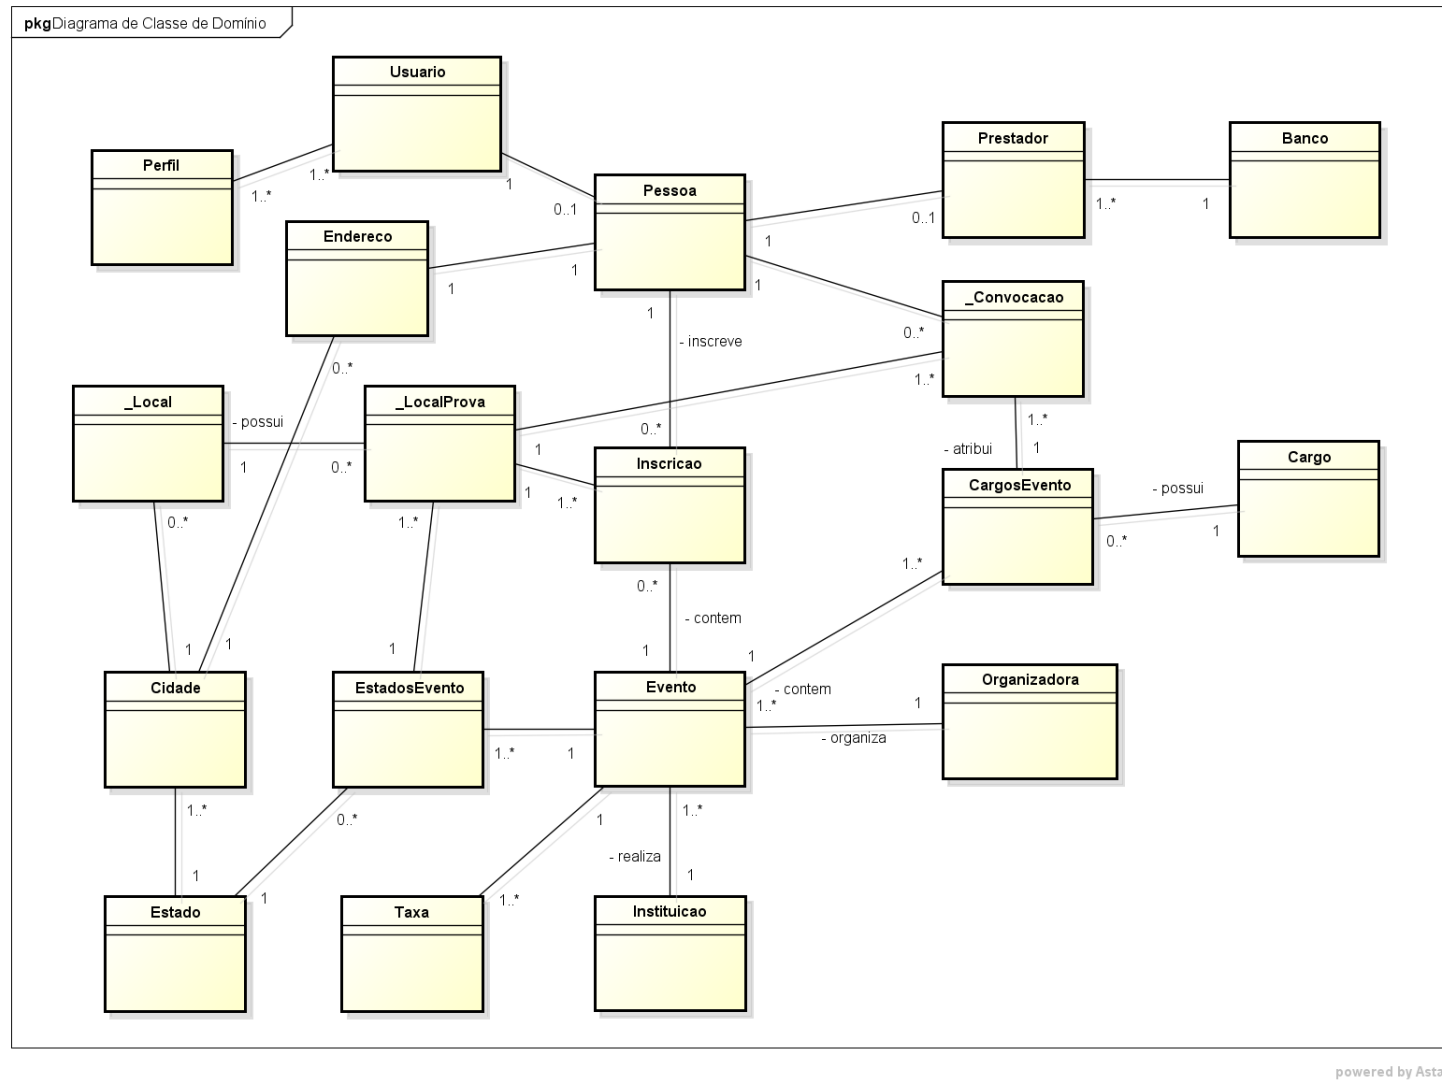 pkg Diagrama de Classe de Domínio
Usuario
Perfil
1..*
1..*
1
0..1
Pessoa
Prestador
Banco
0..1
1
1..*
1
Endereco
1
1
1
1
- inscreve
_Convocacao
0..*
1..*
0..*
_Local
- possui
1
0..*
_LocalProva
1
0..*
Inscricao
1
1..*
1..*
1
- atribui
CargosEvento
Cargo
- possui
0..*
1
0..*
1..*
0..*
1..*
- contem
1
1
1
1
1
- contem
Cidade
EstadosEvento
Evento
Organizadora
1..*
1
- organiza
1..*
1
1..*
0..*
1
1..*
- realiza
1
1
1..*
1
Estado
Taxa
Instituicao
powered by Asta